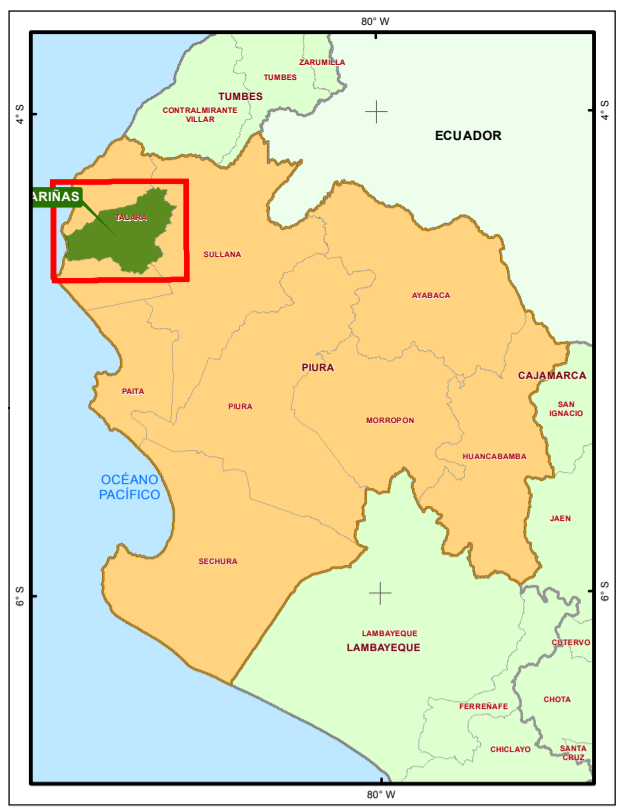 80° W
ZARUMILLA
TUMBES
TUMBES
CONTRALMIRANTE
VILLAR
4° S
4° S
ECUADOR
ARIÑAS
TALARA
SULLANA
AYABACA
PIURA
CAJAMARCA
PAITA
PIURA
SAN
IGNACIO
MORROPON
HUANCABAMBA
OCÉANO
PACÍFICO
JAEN
SECHURA
6° S
6° S
LAMBAYEQUE
LAMBAYEQUE
CUTERVO
CHOTA
FERREÑAFE
CHICLAYO
SANTA
CRUZ
80° W